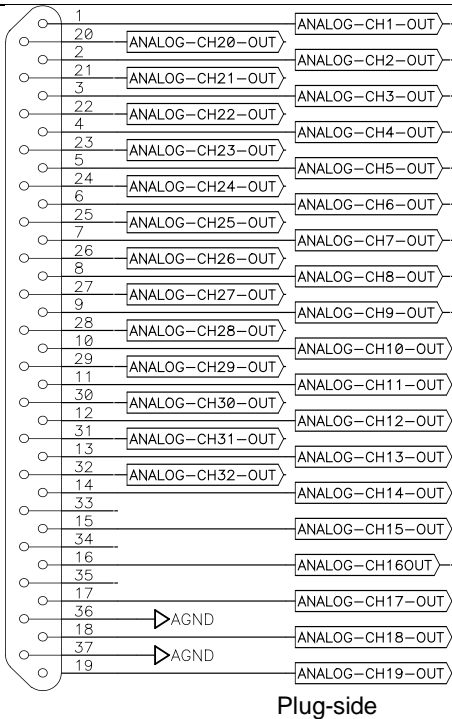 1 ANALOG-CH1-OUT
20 ANALOG-CH20-OUT
2 ANALOG-CH2-OUT
21 ANALOG-CH21-OUT
3 ANALOG-CH3-OUT
22 ANALOG-CH22-OUT
4 ANALOG-CH4-OUT
23 ANALOG-CH23-OUT
5 ANALOG-CH5-OUT
24 ANALOG-CH24-OUT
6 ANALOG-CH6-OUT
25 ANALOG-CH25-OUT
7 ANALOG-CH7-OUT
26 ANALOG-CH26-OUT
8 ANALOG-CH8-OUT
27 ANALOG-CH27-OUT
9 ANALOG-CH9-OUT
28 ANALOG-CH28-OUT
10 ANALOG-CH10-OUT
29 ANALOG-CH29-OUT
11 ANALOG-CH11-OUT
30 ANALOG-CH30-OUT
12 ANALOG-CH12-OUT
31 ANALOG-CH31-OUT
13 ANALOG-CH13-OUT
32 ANALOG-CH32-OUT
14 ANALOG-CH14-OUT
33
15 ANALOG-CH15-OUT
34
16 ANALOG-CH16OUT
35
17 ANALOG-CH17-OUT
36 AGND
18 ANALOG-CH18-OUT
37 AGND
19 ANALOG-CH19-OUT
Plug-side